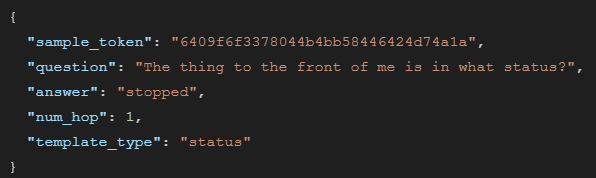 {
"sample_token": "6409f6f3378044b4bb58446424d74a1a",
"question": "The thing to the front of me is in what status?",
"answer": "stopped",
"num_hop": 1,
"template_type": "status"
}